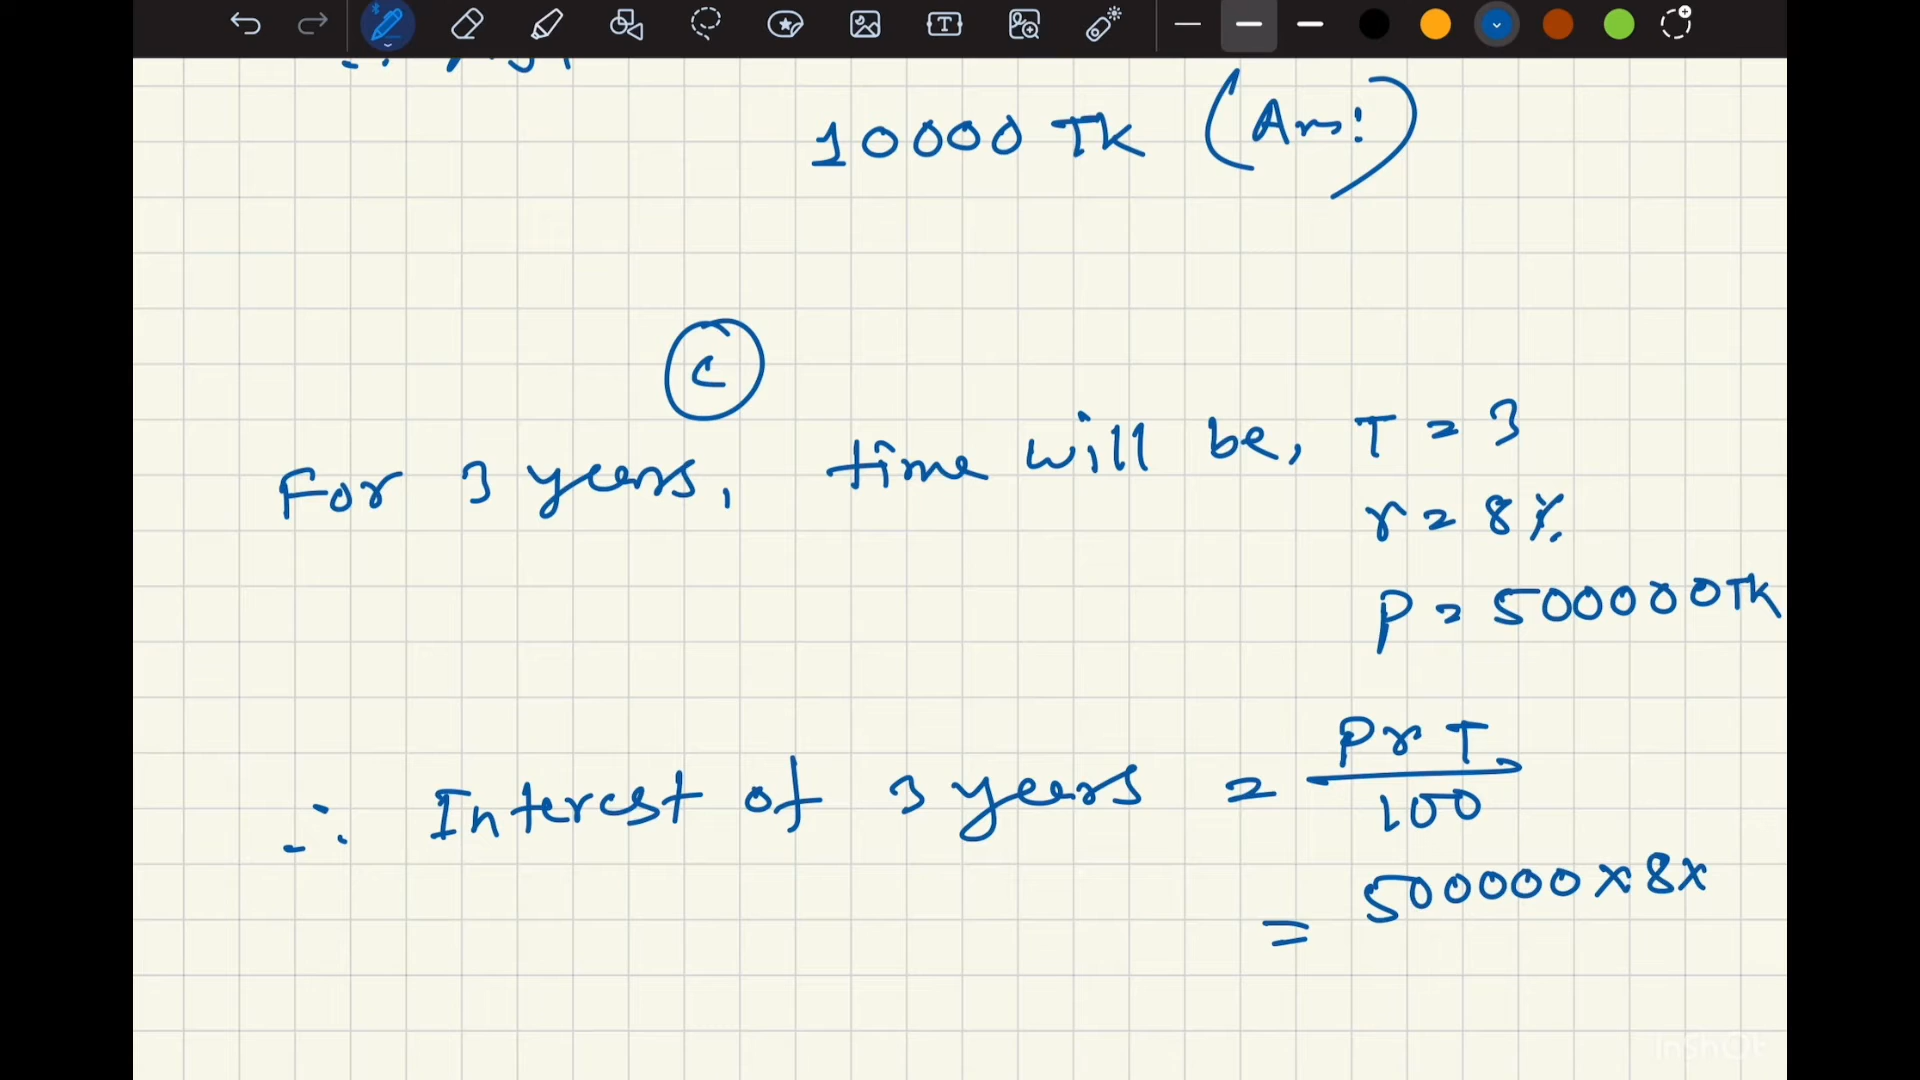 10000 TK (Ans:)
C
For 3 years, time will be, T = 3
r = 8%
P = 500000TK
∴ Interest of 3 years = PrT
100
= 500000 x 8 x
InShOt